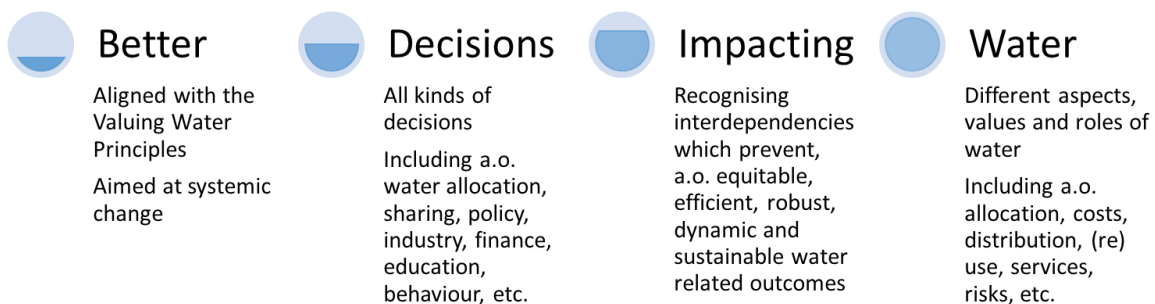 Better
Aligned with the
Valuing Water
Principles
Aimed at systemic
change
Decisions
All kinds of
decisions
Including a.o.
water allocation,
sharing, policy,
industry, finance,
education,
behaviour, etc.
Impacting
Recognising
interdependencies
which prevent,
a.o. equitable,
efficient, robust,
dynamic and
sustainable water
related outcomes
Water
Different aspects,
values and roles of
water
Including a.o.
allocation, costs,
distribution, (re)
use, services,
risks, etc.